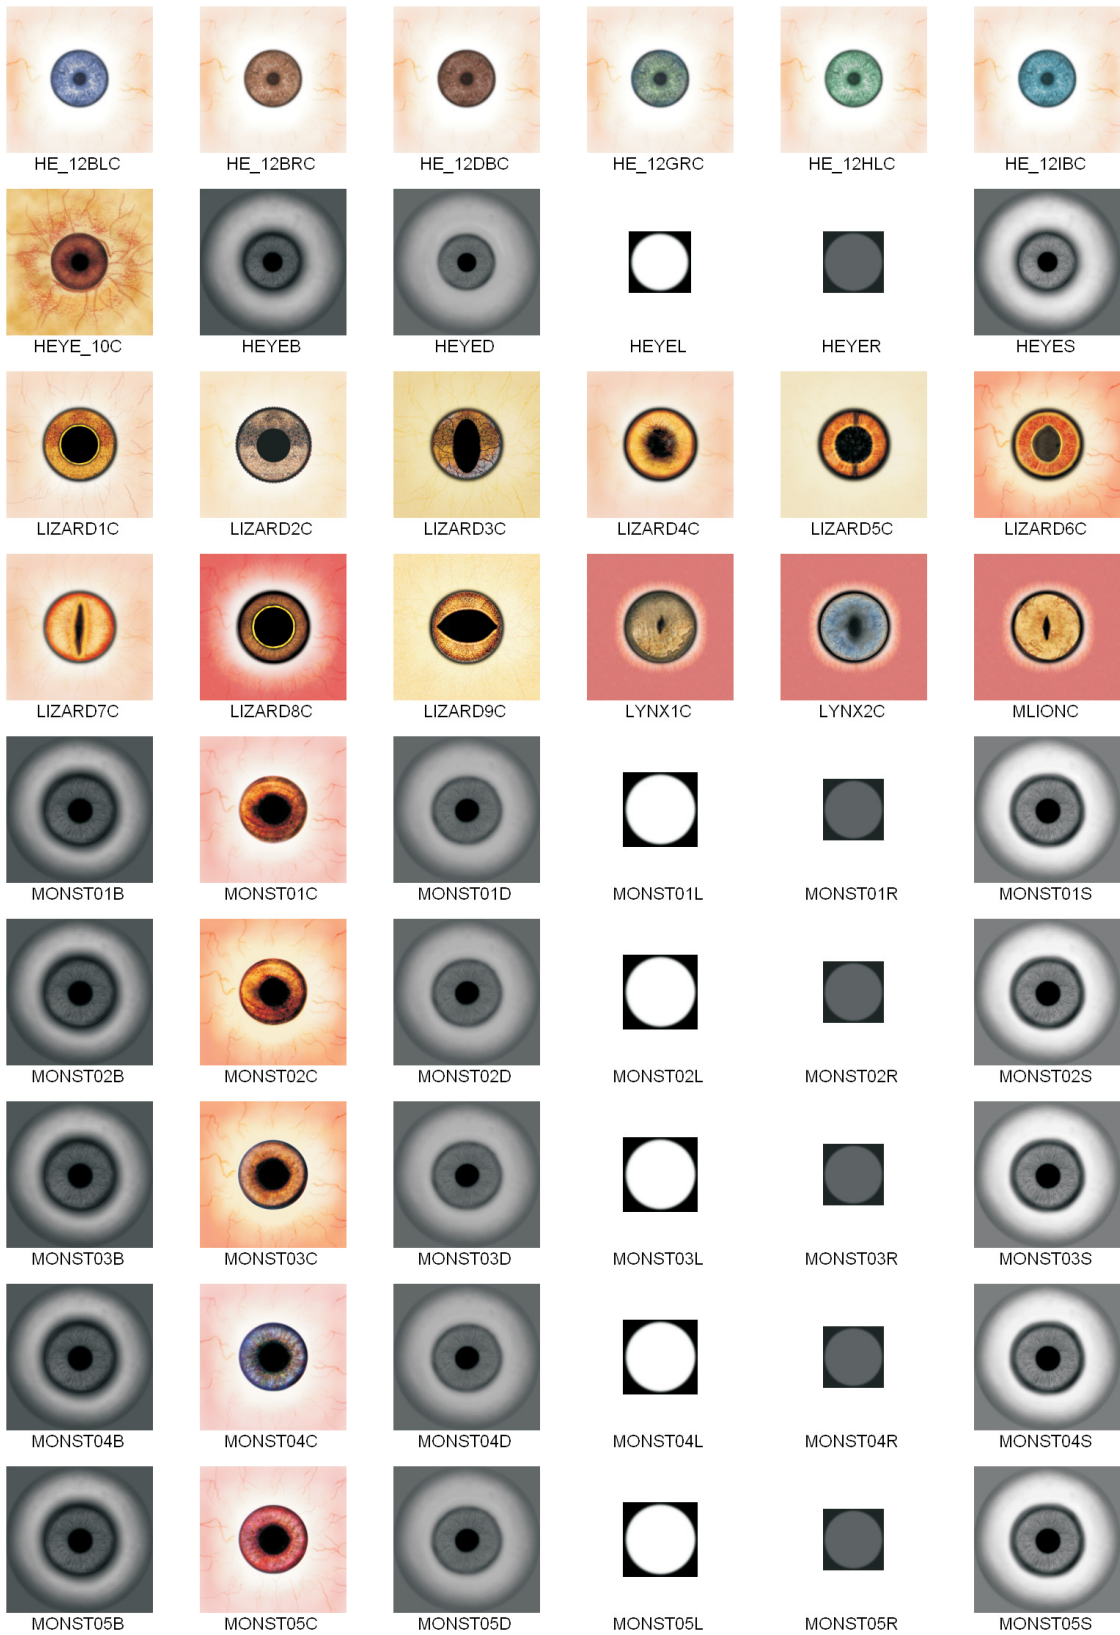 HE_12BLC HE_12BRC HE_12DBC HE_12GRC HE_12HLC HE_12IBC
HEYE_10C HEYEB HEYED HEYEL HEYER HEYES
LIZARD1C LIZARD2C LIZARD3C LIZARD4C LIZARD5C LIZARD6C
LIZARD7C LIZARD8C LIZARD9C LYNX1C LYNX2C MLIONC
MONST01B MONST01C MONST01D MONST01L MONST01R MONST01S
MONST02B MONST02C MONST02D MONST02L MONST02R MONST02S
MONST03B MONST03C MONST03D MONST03L MONST03R MONST03S
MONST04B MONST04C MONST04D MONST04L MONST04R MONST04S
MONST05B MONST05C MONST05D MONST05L MONST05R MONST05S